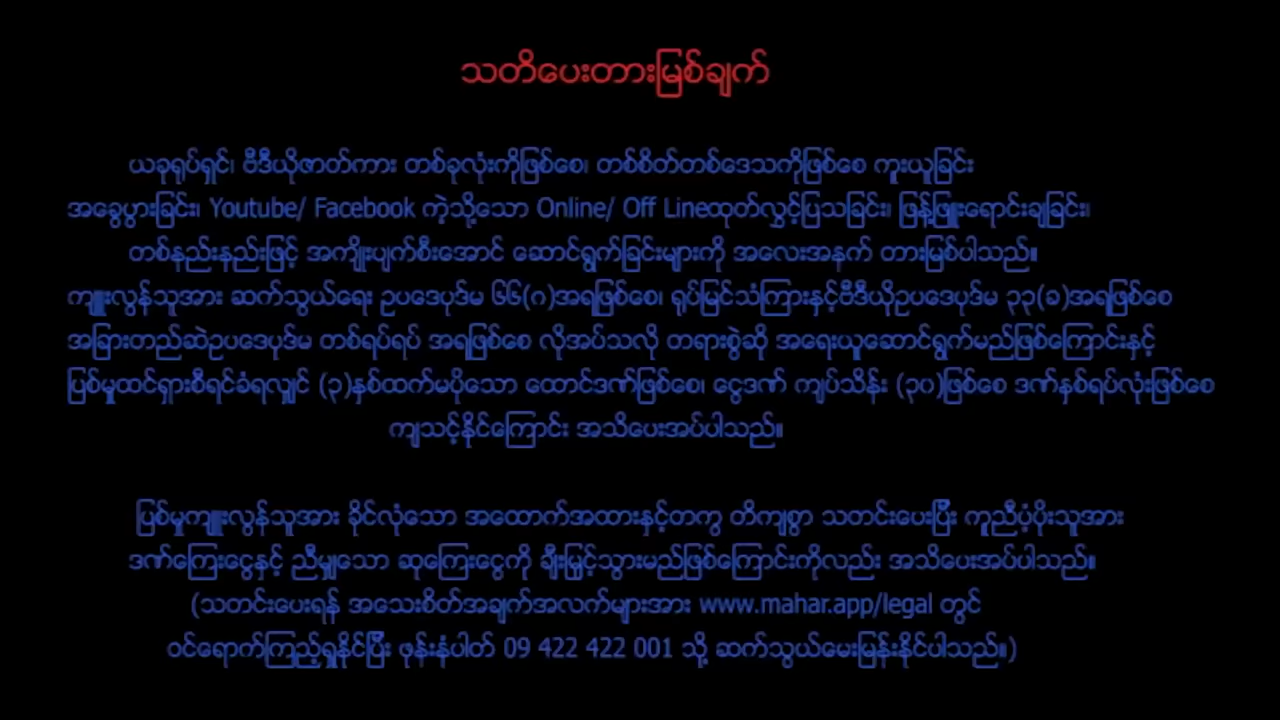 သတိပေးတားမြစ်ချက်
ယခုရုပ်ရှင်၊ ဗီဒီယိုဇာတ်ကား တစ်ခုလုံးကိုဖြစ်စေ၊ တစ်စိတ်တစ်ဒေသကိုဖြစ်စေ ကူးယူခြင်း
အခွေပွားခြင်း၊ Youtube/ Facebook ကဲ့သို့သော Online/ Off Lineထုတ်လွှင့်ပြသခြင်း၊ ဖြန့်ဖြူးရောင်းချခြင်း၊
တစ်နည်းနည်းဖြင့် အကျိုးပျက်စီးအောင် ဆောင်ရွက်ခြင်းများကို အလေးအနက် တားမြစ်ပါသည်။
ကျူးလွန်သူအား ဆက်သွယ်ရေး ဥပဒေပုဒ်မ ၆၆(ဂ)အရဖြစ်စေ၊ ရုပ်မြင်သံကြားနှင့်ဗီဒီယိုဥပဒေပုဒ်မ ၃၃(ခ)အရဖြစ်စေ
အခြားတည်ဆဲဥပဒေပုဒ်မ တစ်ရပ်ရပ် အရဖြစ်စေ လိုအပ်သလို တရားစွဲဆို အရေးယူဆောင်ရွက်မည်ဖြစ်ကြောင်းနှင့်
ပြစ်မှုထင်ရှားစီရင်ခံရလျှင် (၃)နှစ်ထက်မပိုသော ထောင်ဒဏ်ဖြစ်စေ၊ ငွေဒဏ် ကျပ်သိန်း (၃ဂ)ဖြစ်စေ ဒဏ်နှစ်ရပ်လုံးဖြစ်စေ
ကျသင့်နိုင်ကြောင်း အသိပေးအပ်ပါသည်။
ပြစ်မှုကျူးလွန်သူအား ခိုင်လုံသော အထောက်အထားနှင့်တကွ တိကျစွာ သတင်းပေးပြီး ကူညီပံ့ပိုးသူအား
ဒဏ်ကြေးငွေနှင့် ညီမျှသော ဆုကြေးငွေကို ချီးမြှင့်သွားမည်ဖြစ်ကြောင်းကိုလည်း အသိပေးအပ်ပါသည်။
(သတင်းပေးရန် အသေးစိတ်အချက်အလက်များအား www.mahar.app/legal တွင်
ဝင်ရောက်ကြည့်ရှုနိုင်ပြီး ဖုန်းနံပါတ် 09 422 422 001 သို့ ဆက်သွယ်မေးမြန်းနိုင်ပါသည်။)